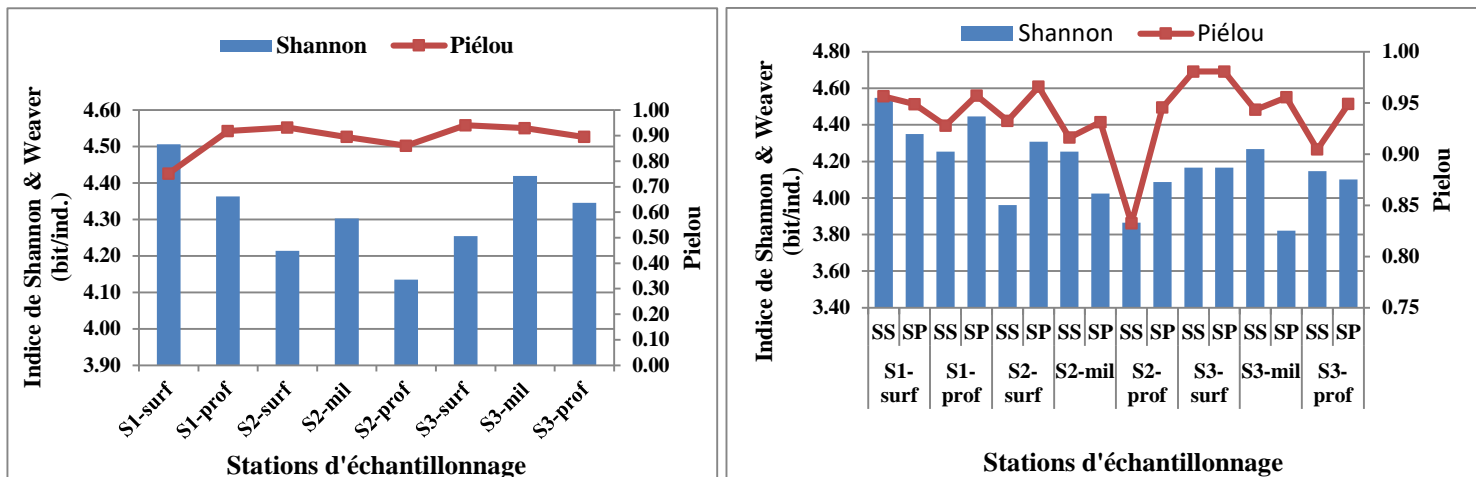 Shannon Piélou
Indice de Shannon & Weaver
(bit/ind.)
4.60
4.50
4.40
4.30
4.20
4.10
4.00
3.90
1.00
0.90
0.80
0.70
0.60
0.50
0.40
0.30
0.20
0.10
0.00
Pielou
S1-surf S1-prof S2-surf S2-mil S2-prof S3-surf S3-mil S3-prof
Stations d'échantillonnage
Shannon Piélou
Indice de Shannon & Weaver
(bit/ind.)
4.80
4.60
4.40
4.20
4.00
3.80
3.60
3.40
1.00
0.95
0.90
0.85
0.80
0.75
Pielou
SS SP SS SP SS SP SS SP SS SP SS SP SS SP SS SP
S1- S1- S2- S2-mil S2- S3- S3-mil S3-
surf prof surf prof surf prof
Stations d'échantillonnage